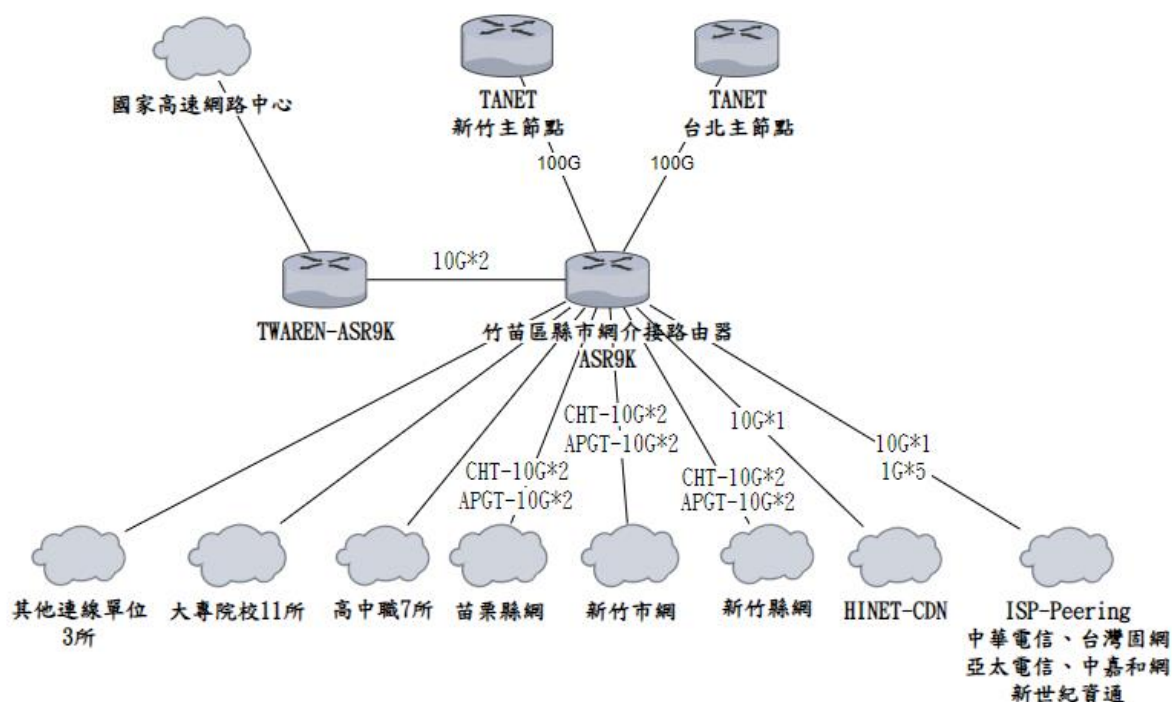 國家高速網路中心
TANET
新竹主節點
TANET
台北主節點
100G
100G
10G*2
TWAREN-ASR9K
竹苗區縣市網介接路由器
ASR9K
CHT-10G*2
APGT-10G*2
CHT-10G*2
APGT-10G*2
CHT-10G*2
APGT-10G*2
10G*1
10G*1
1G*5
其他連線單位
3所
大專院校11所
高中職7所
苗栗縣網
新竹市網
新竹縣網
HINET-CDN
ISP-Peering
中華電信、台灣固網
亞太電信、中嘉和網
新世紀資通